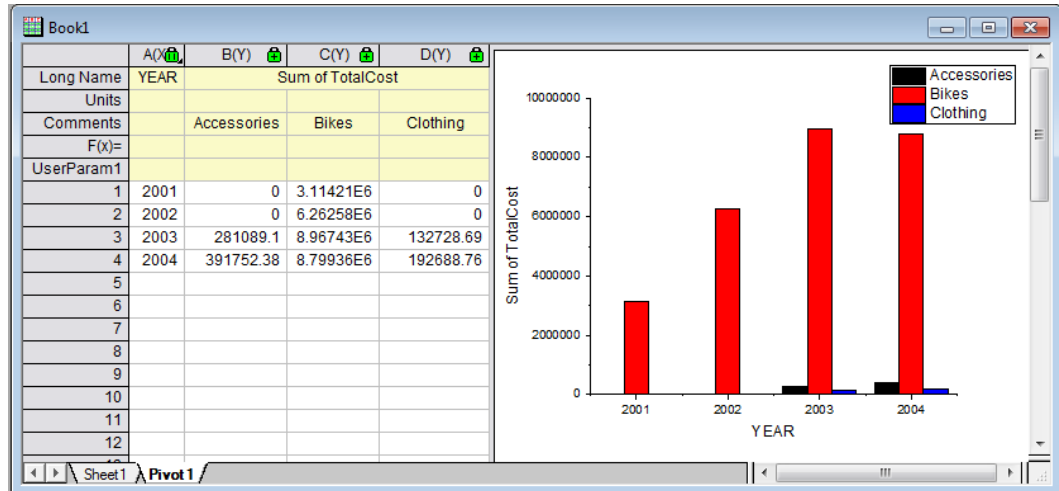 Book1
A(X) B(Y) C(Y) D(Y)
Long Name YEAR Sum of TotalCost
Units
Comments Accessories Bikes Clothing
F(x)=
UserParam1
1 2001 0 3.11421E6 0
2 2002 0 6.26258E6 0
3 2003 281089.1 8.96743E6 132728.69
4 2004 391752.38 8.79936E6 192688.76
5
6
7
8
9
10
11
12
Sheet1 Pivot1
Accessories
Bikes
Clothing
10000000
8000000
6000000
4000000
2000000
0
Sum of TotalCost
2001 2002 2003 2004
YEAR